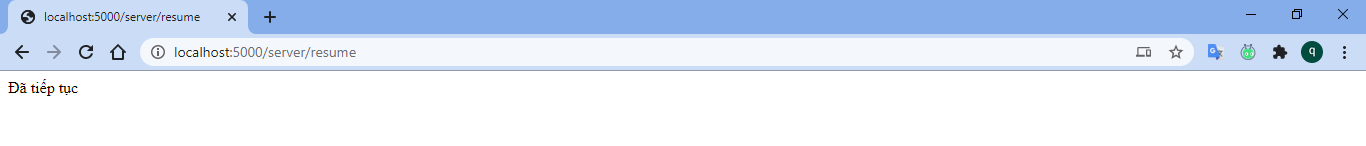 localhost:5000/server/resume
localhost:5000/server/resume
q
Đã tiếp tục